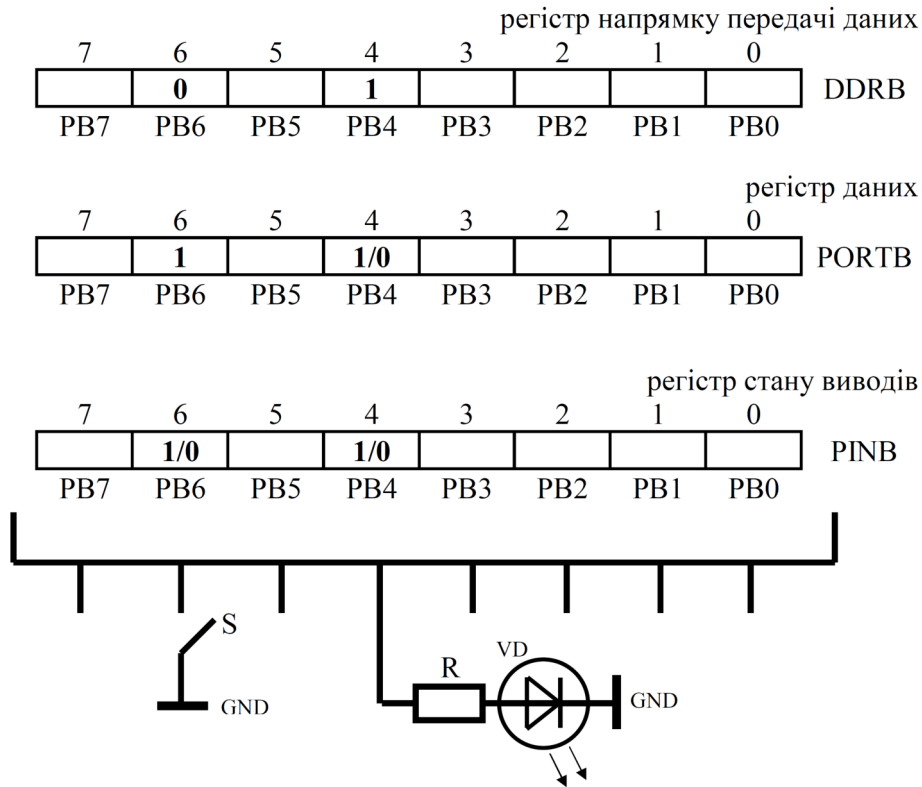 регістр напрямку передачі даних
7 6 5 4 3 2 1 0
0 1 DDRB
PB7 PB6 PB5 PB4 PB3 PB2 PB1 PB0
регістр даних
7 6 5 4 3 2 1 0
1 1/0 PORTB
PB7 PB6 PB5 PB4 PB3 PB2 PB1 PB0
регістр стану виводів
7 6 5 4 3 2 1 0
1/0 1/0 PINB
PB7 PB6 PB5 PB4 PB3 PB2 PB1 PB0
S
VD
R
GND
GND